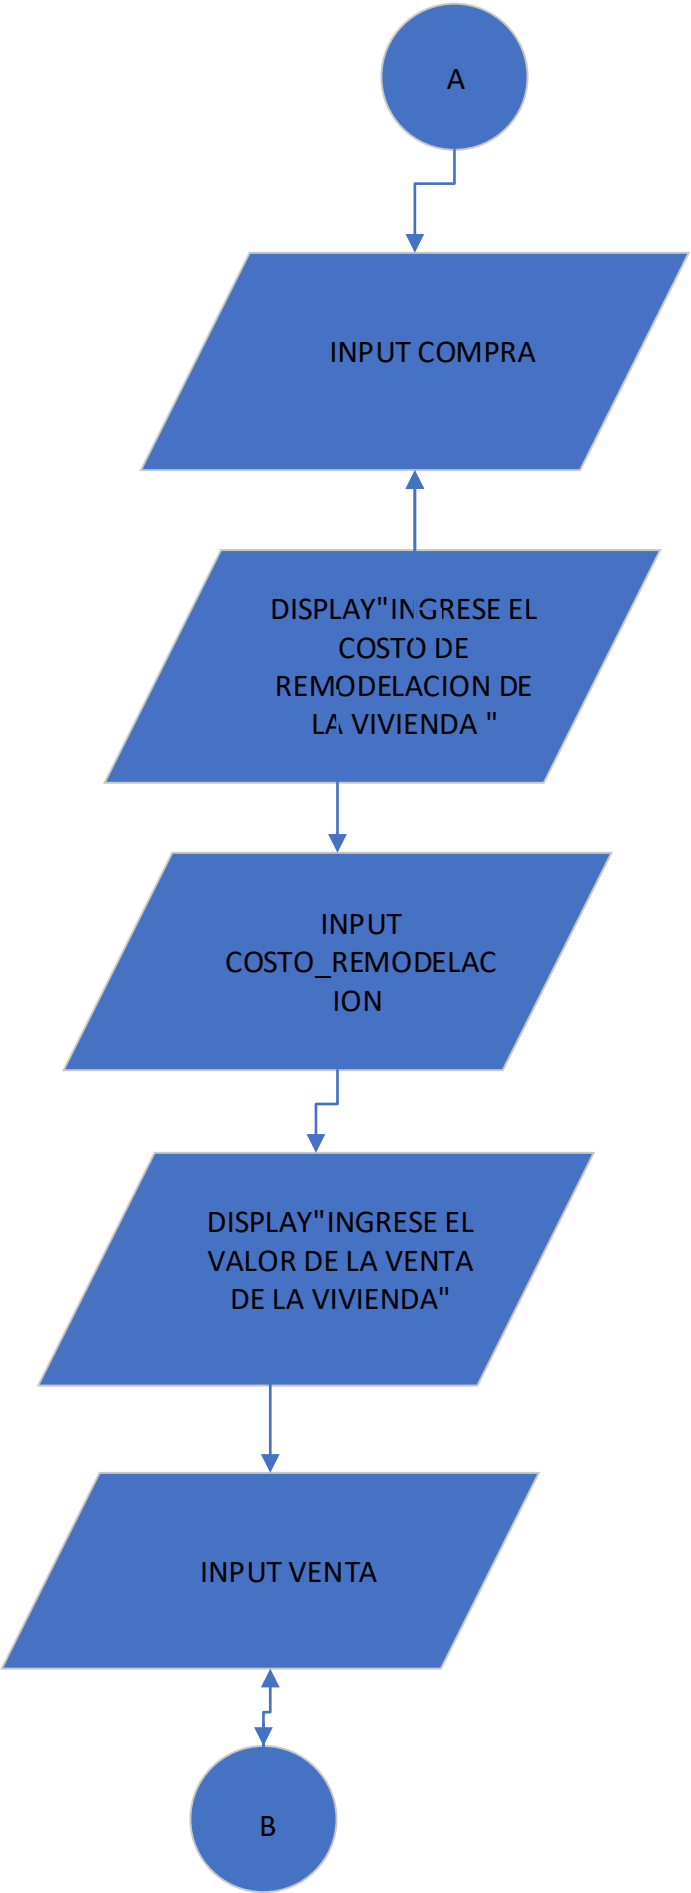 A
INPUT COMPRA
DISPLAY"INGRESE EL
COSTO DE
REMODELACION DE
LA VIVIENDA "
INPUT
COSTO_REMODELAC
ION
DISPLAY"INGRESE EL
VALOR DE LA VENTA
DE LA VIVIENDA"
INPUT VENTA
B